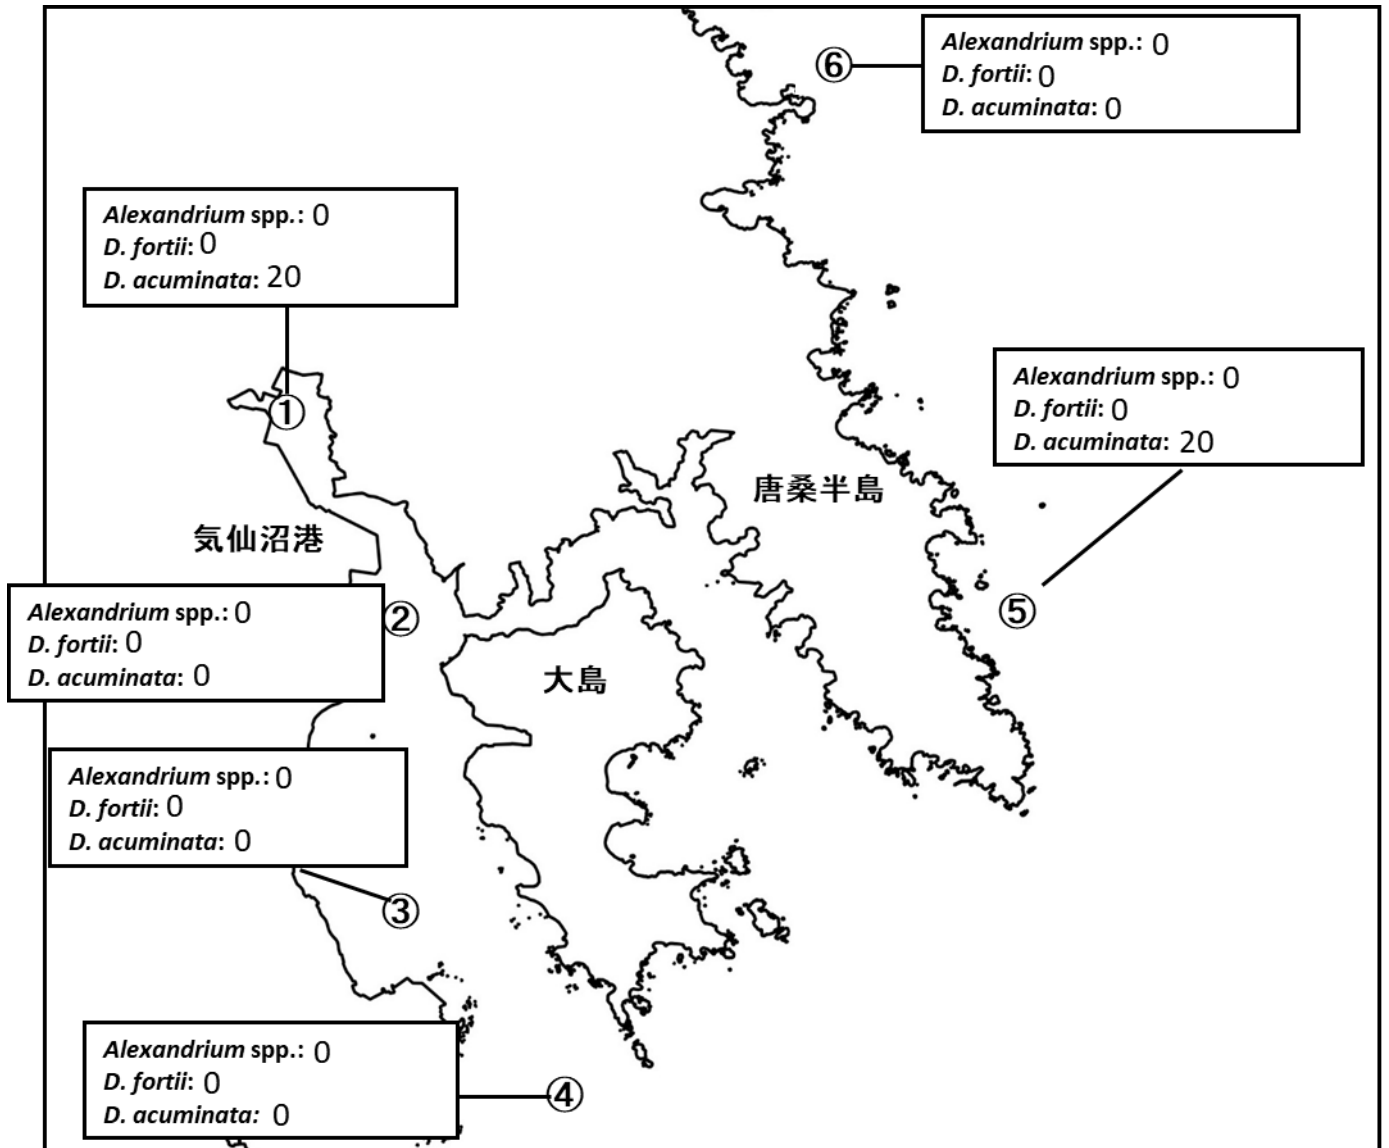 ⑥
Alexandrium spp.: 0
D. fortii: 0
D. acuminata: 0
Alexandrium spp.: 0
D. fortii: 0
D. acuminata: 20
①
Alexandrium spp.: 0
D. fortii: 0
D. acuminata: 20
⑤
唐桑半島
気仙沼港
Alexandrium spp.: 0
D. fortii: 0
D. acuminata: 0
②
大島
Alexandrium spp.: 0
D. fortii: 0
D. acuminata: 0
③
Alexandrium spp.: 0
D. fortii: 0
D. acuminata: 0
④